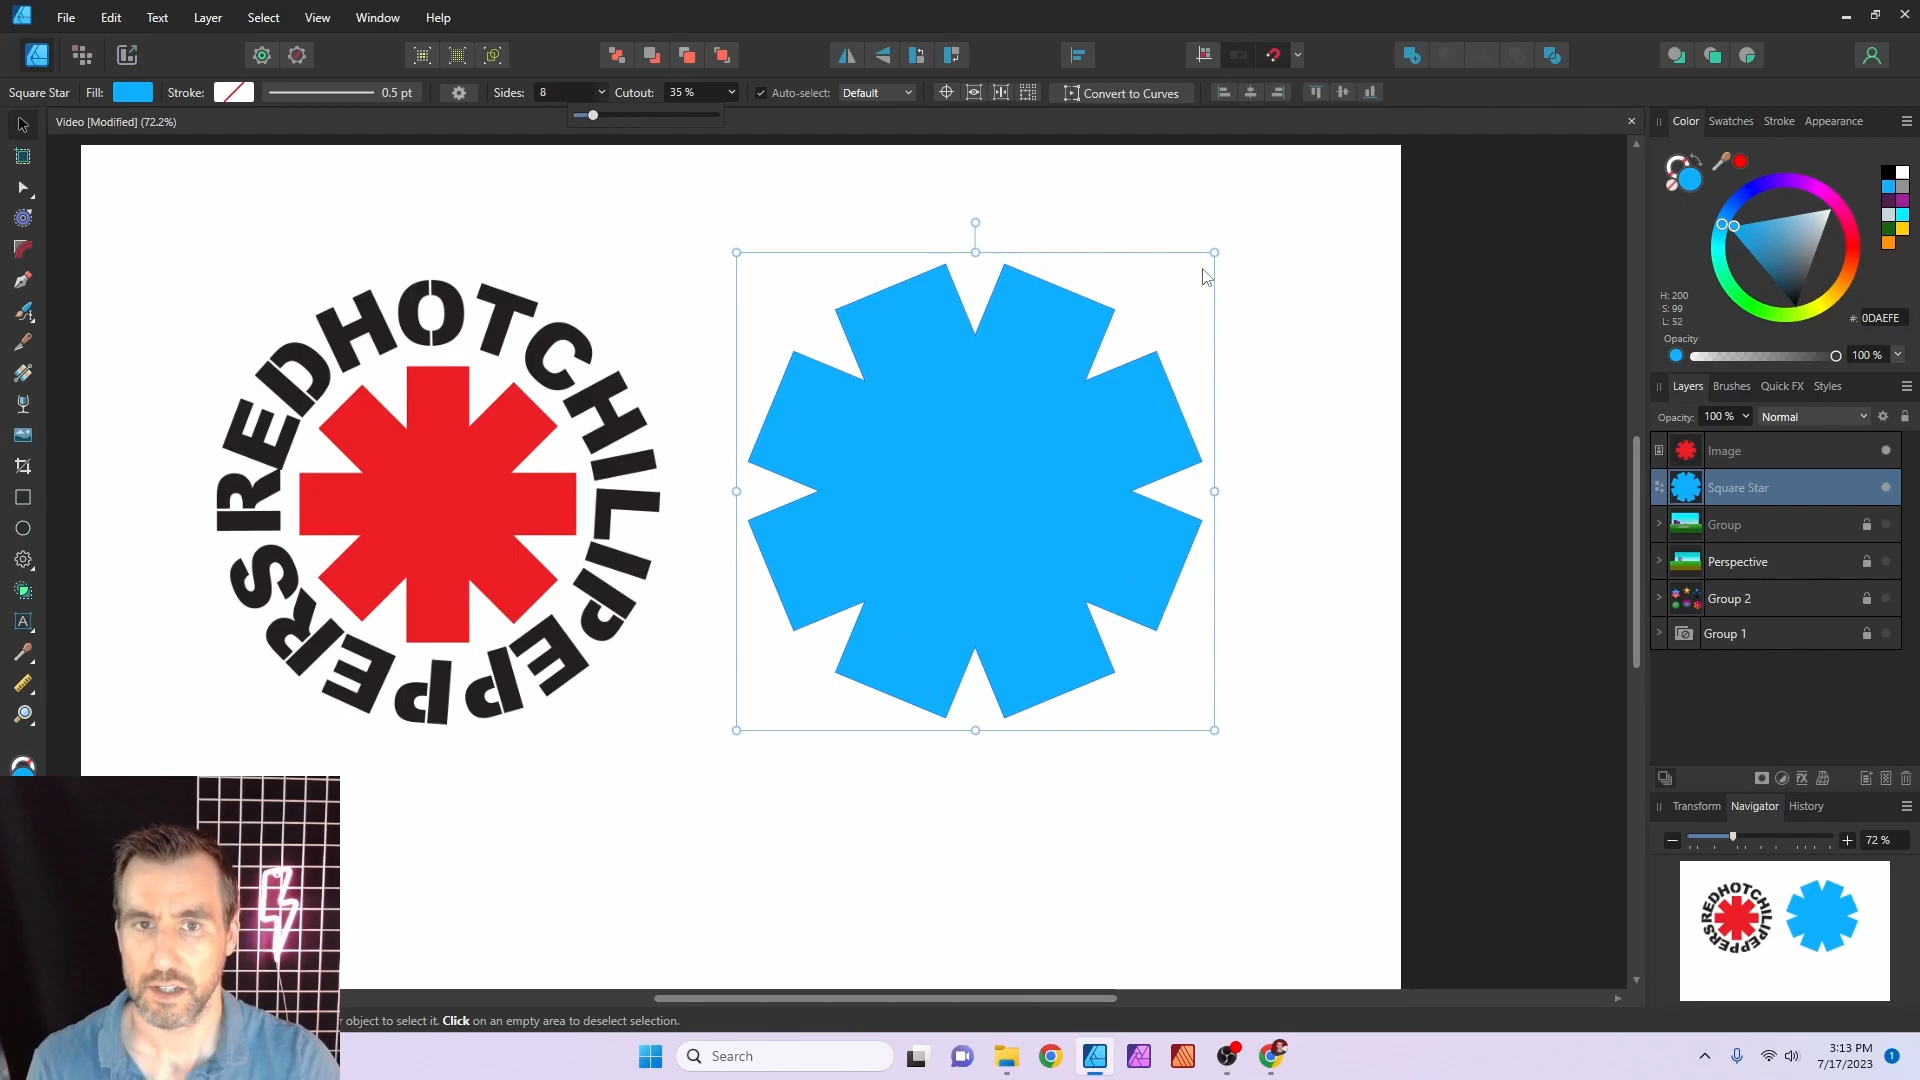 File Edit Text Layer Select View Window Help
Square Star Fill: Stroke: 0.5 pt Sides: 8 Cutout: 35 % Auto-select: Default Convert to Curves
Video [Modified] (72.2%)
Color Swatches Stroke Appearance
H: 200
S: 99
L: 52
#: 0DAEFE
Opacity
100 %
Layers Brushes Quick FX Styles
Opacity: 100 % Normal
Image
Square Star
Group
Perspective
Group 2
Group 1
Transform Navigator History
72 %
REDHOTCHILIPEPPERS
A
REDHOTCHILIPEPPERS
r object to select it. Click on an empty area to deselect selection.
Search
3:13 PM
7/17/2023
1